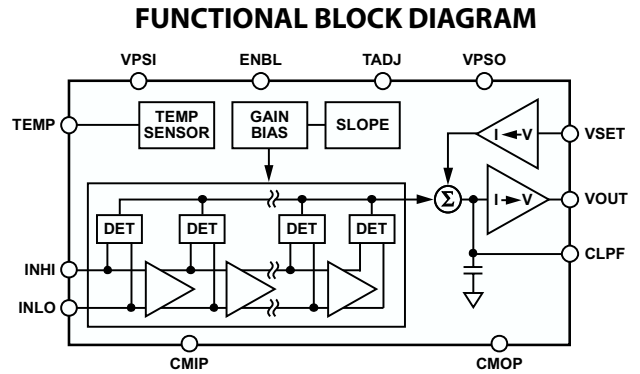 FUNCTIONAL BLOCK DIAGRAM
VPSI ENBL TADJ VPSO
TEMP
TEMP
SENSOR
GAIN
BIAS
SLOPE
I V
VSET
Σ
I V
VOUT
DET DET DET DET
CLPF
INHI
INLO
CMIP CMOP